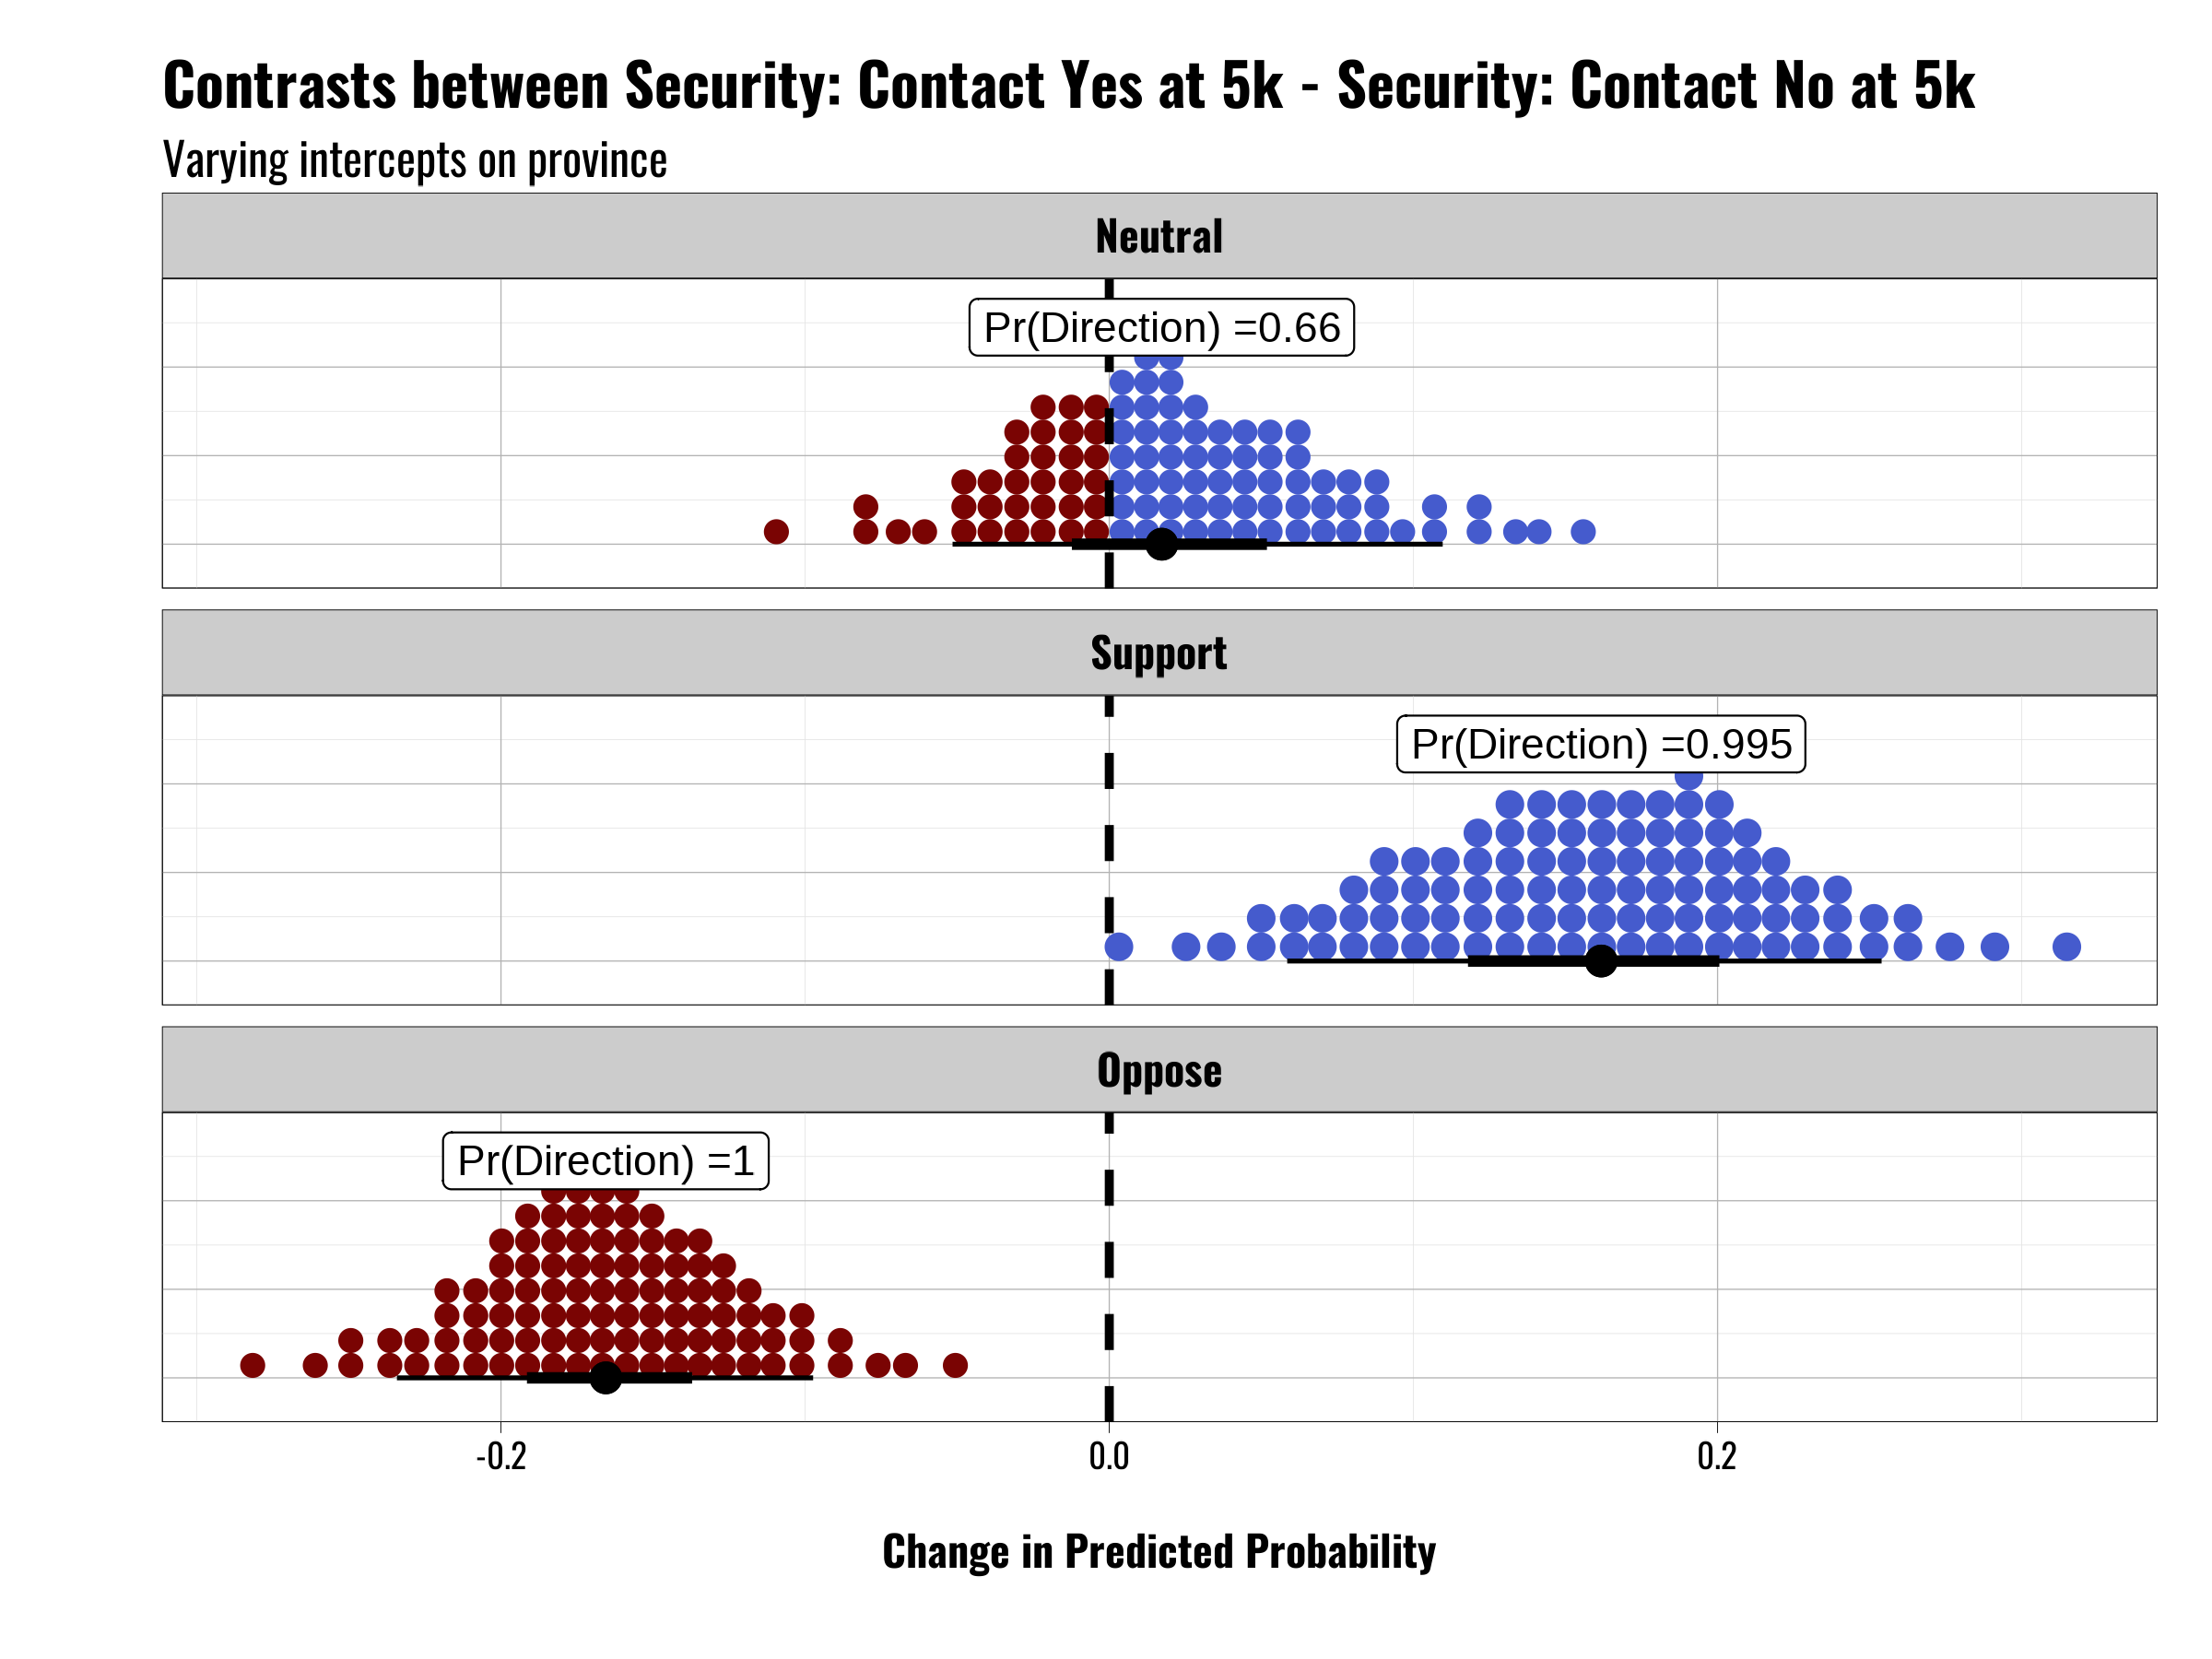 Contrasts between Security: Contact Yes at 5k - Security: Contact No at 5k
Varying intercepts on province
Neutral
Pr(Direction) =0.66
Support
Pr(Direction) =0.995
Oppose
Pr(Direction) =1
-0.2 0.0 0.2
Change in Predicted Probability